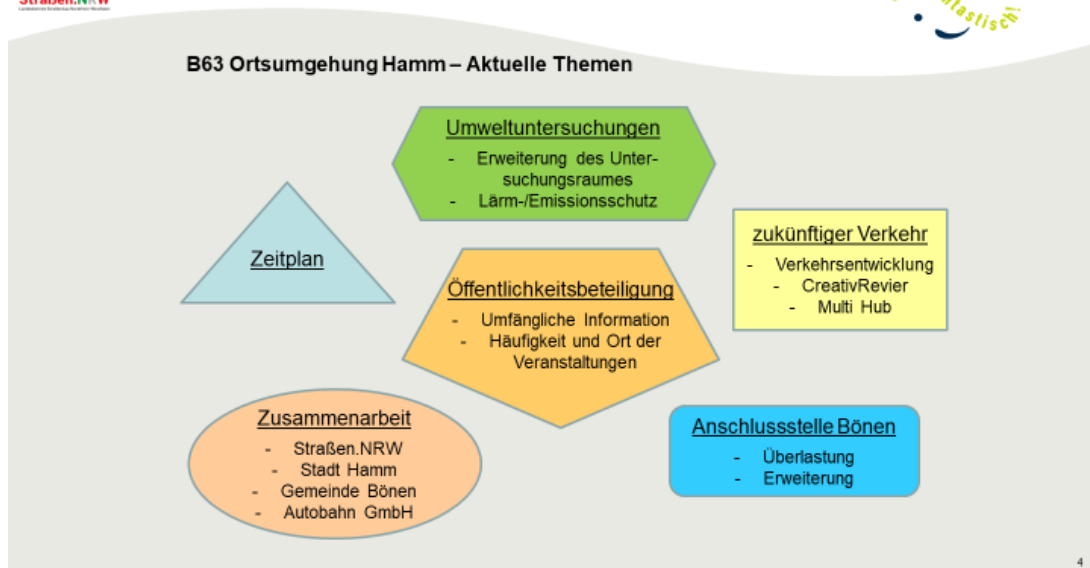 Straßen.NRW
B63 Ortsumgehung Hamm – Aktuelle Themen
Umweltuntersuchungen
- Erweiterung des Unter-
suchungsraumes
- Lärm-/Emissionsschutz
Zeitplan
zukünftiger Verkehr
- Verkehrsentwicklung
- CreativRevier
- Multi Hub
Öffentlichkeitsbeteiligung
- Umfängliche Information
- Häufigkeit und Ort der
Veranstaltungen
Zusammenarbeit
- Straßen.NRW
- Stadt Hamm
- Gemeinde Bönen
- Autobahn GmbH
Anschlussstelle Bönen
- Überlastung
- Erweiterung
4